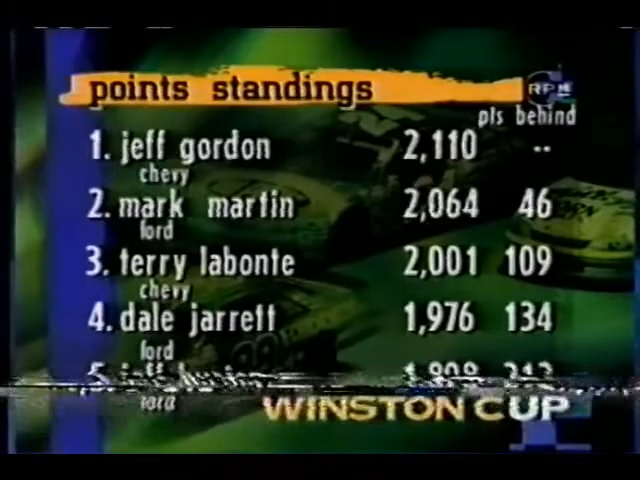 points standings
RPM
pts behind
1. jeff gordon 2,110 --
chevy
2. mark martin 2,064 46
ford
3. terry labonte 2,001 109
chevy
4. dale jarrett 1,976 134
ford
5.
WINSTON CUP